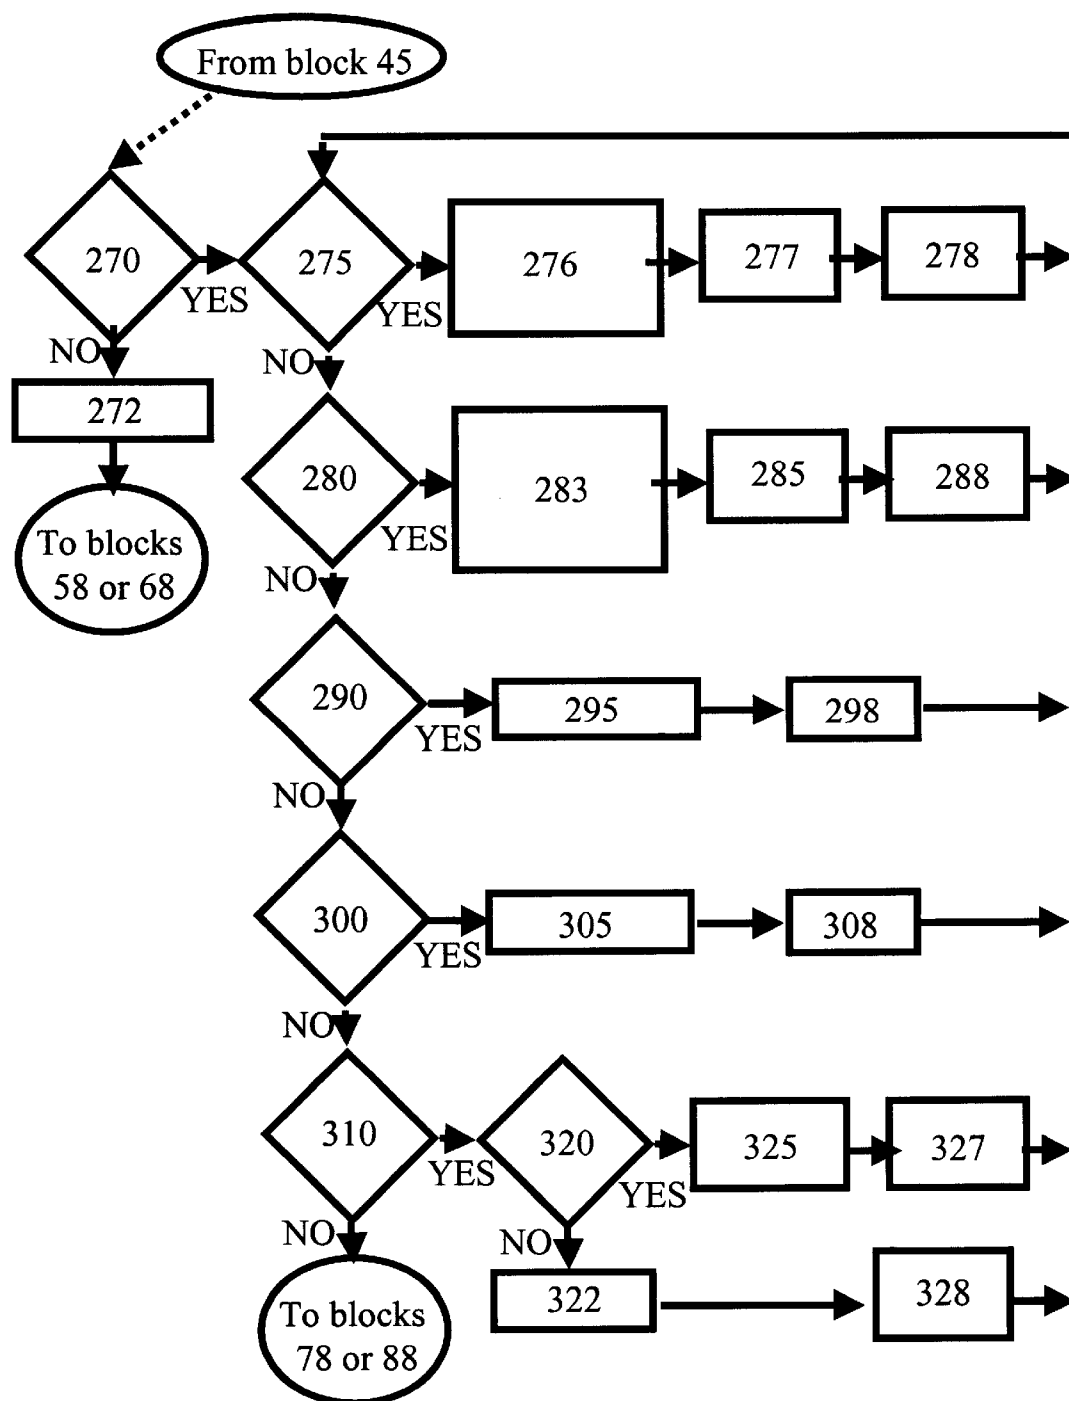 From block 45
270
YES
275
YES
276
277
278
NO
NO
272
280
YES
283
285
288
To blocks
58 or 68
NO
290
YES
295
298
NO
300
YES
305
308
NO
310
YES
320
YES
325
327
NO
NO
322
328
To blocks
78 or 88